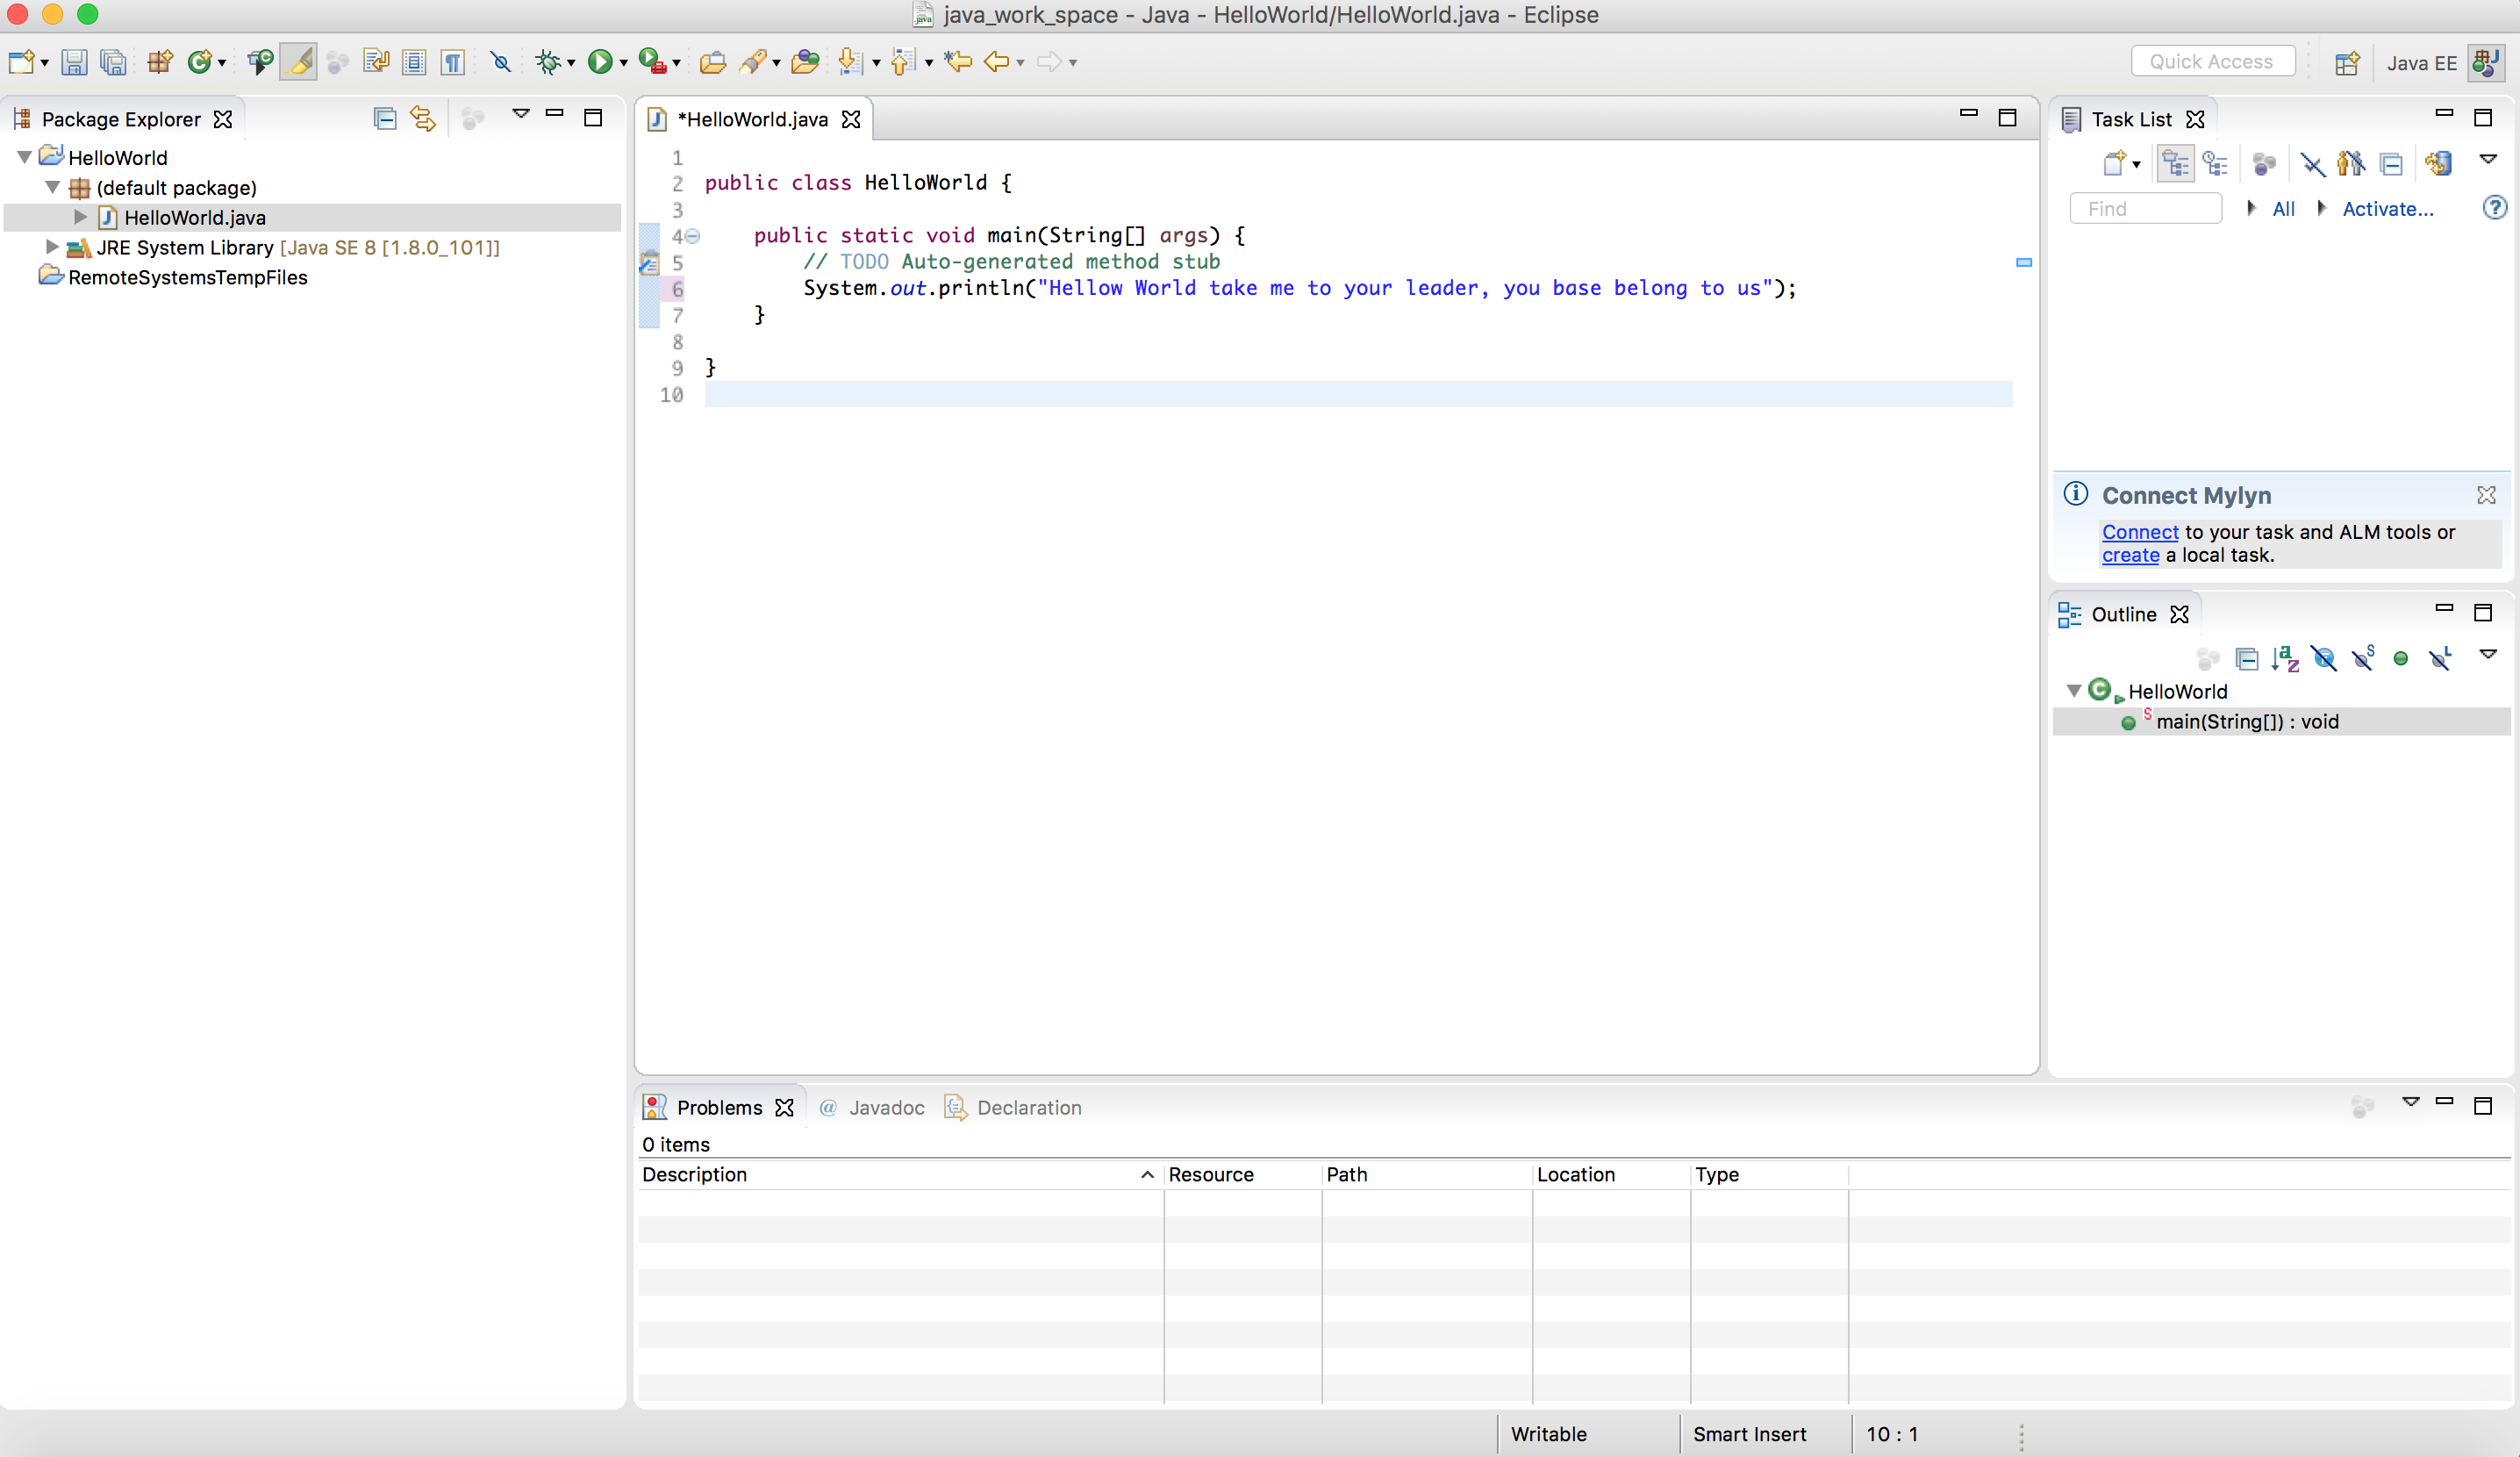 java_work_space - Java - HelloWorld/HelloWorld.java - Eclipse
Quick Access
Java EE
Package Explorer
HelloWorld
(default package)
HelloWorld.java
JRE System Library [Java SE 8 [1.8.0_101]]
RemoteSystemsTempFiles
*HelloWorld.java
1
2 public class HelloWorld {
3
4 public static void main(String[] args) {
5 // TODO Auto-generated method stub
6 System.out.println("Hellow World take me to your leader, you base belong to us");
7 }
8
9 }
10
Task List
Find
All
Activate...
Connect Mylyn
Connect to your task and ALM tools or
create a local task.
Outline
HelloWorld
main(String[]) : void
Problems
@ Javadoc
Declaration
0 items
Description Resource Path Location Type
Writable Smart Insert 10 : 1